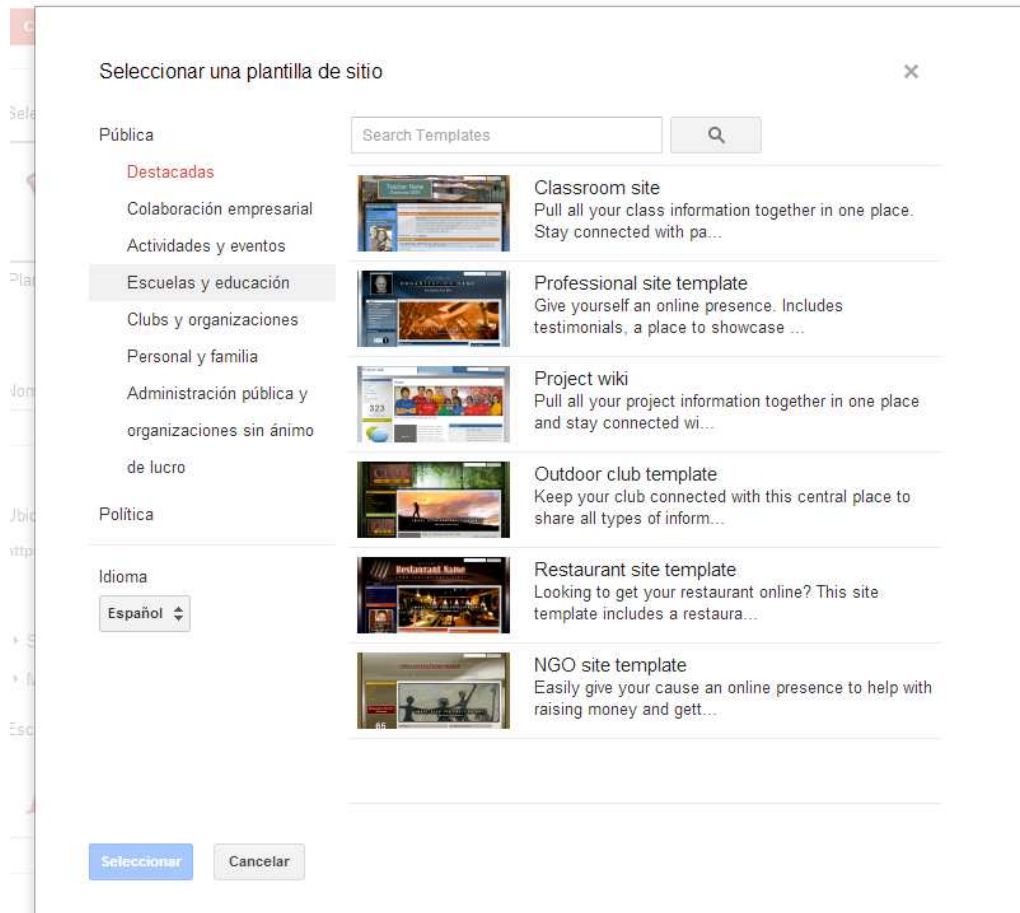 Seleccionar una plantilla de sitio
Pública
Destacadas
Colaboración empresarial
Actividades y eventos
Escuelas y educación
Clubs y organizaciones
Personal y familia
Administración pública y
organizaciones sin ánimo
de lucro
Política
Idioma
Español
Search Templates
Classroom site
Pull all your class information together in one place.
Stay connected with pa...
Professional site template
Give yourself an online presence. Includes
testimonials, a place to showcase ...
Project wiki
Pull all your project information together in one place
and stay connected wi...
323
Outdoor club template
Keep your club connected with this central place to
share all types of inform...
Restaurant Name
Restaurant site template
Looking to get your restaurant online? This site
template includes a restaura...
NGO site template
Easily give your cause an online presence to help with
raising money and gett...
65
Seleccionar
Cancelar